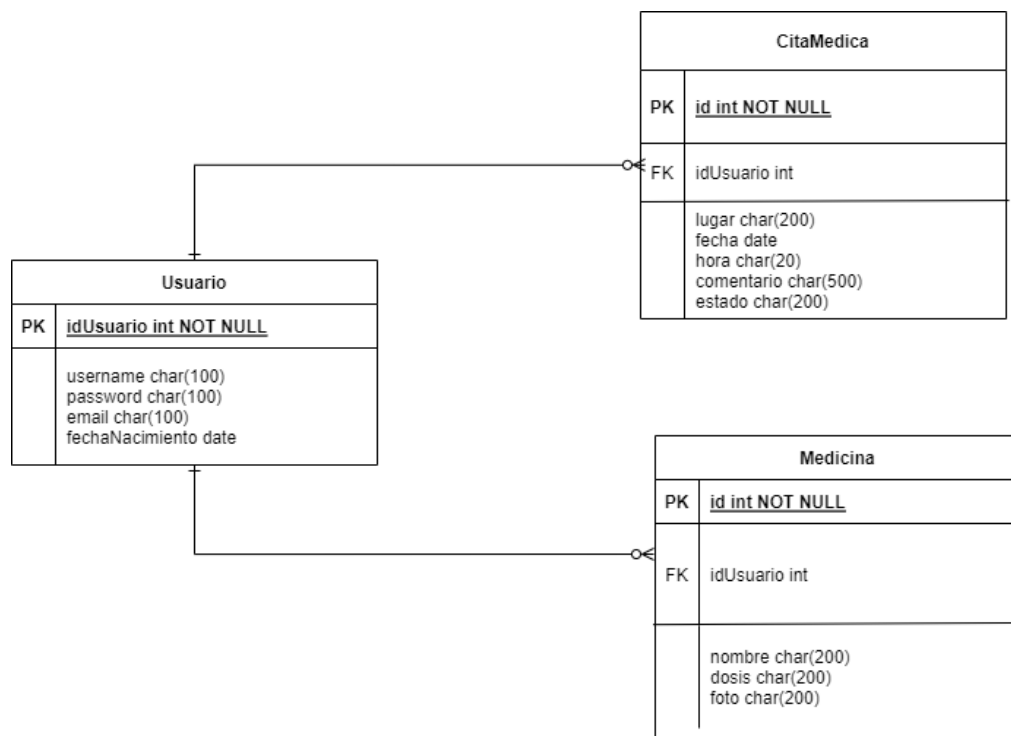 CitaMedica
PK id int NOT NULL
FK idUsuario int
lugar char(200)
fecha date
hora char(20)
comentario char(500)
estado char(200)
Usuario
PK idUsuario int NOT NULL
username char(100)
password char(100)
email char(100)
fechaNacimiento date
Medicina
PK id int NOT NULL
FK idUsuario int
nombre char(200)
dosis char(200)
foto char(200)